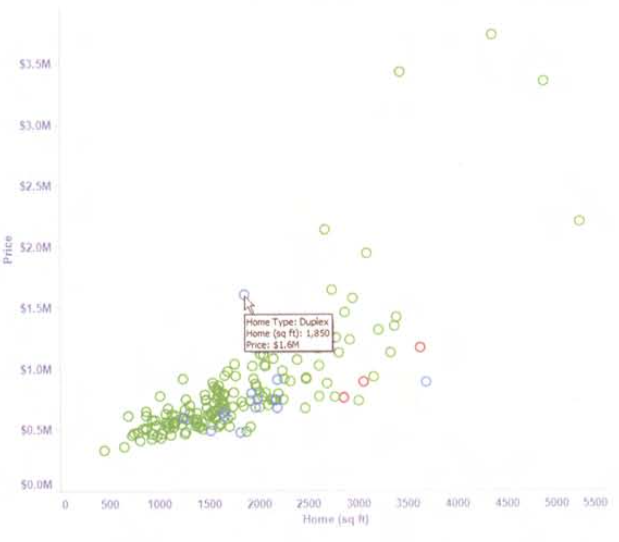 $3.5M
$3.0M
$2.5M
$2.0M
$1.5M
$1.0M
$0.5M
$0.0M
Price
Home Type: Duplex
Home (sq ft): 1,850
Price: $1.6M
0 500 1000 1500 2000 2500 3000 3500 4000 4500 5000 5500
Home (sq ft)